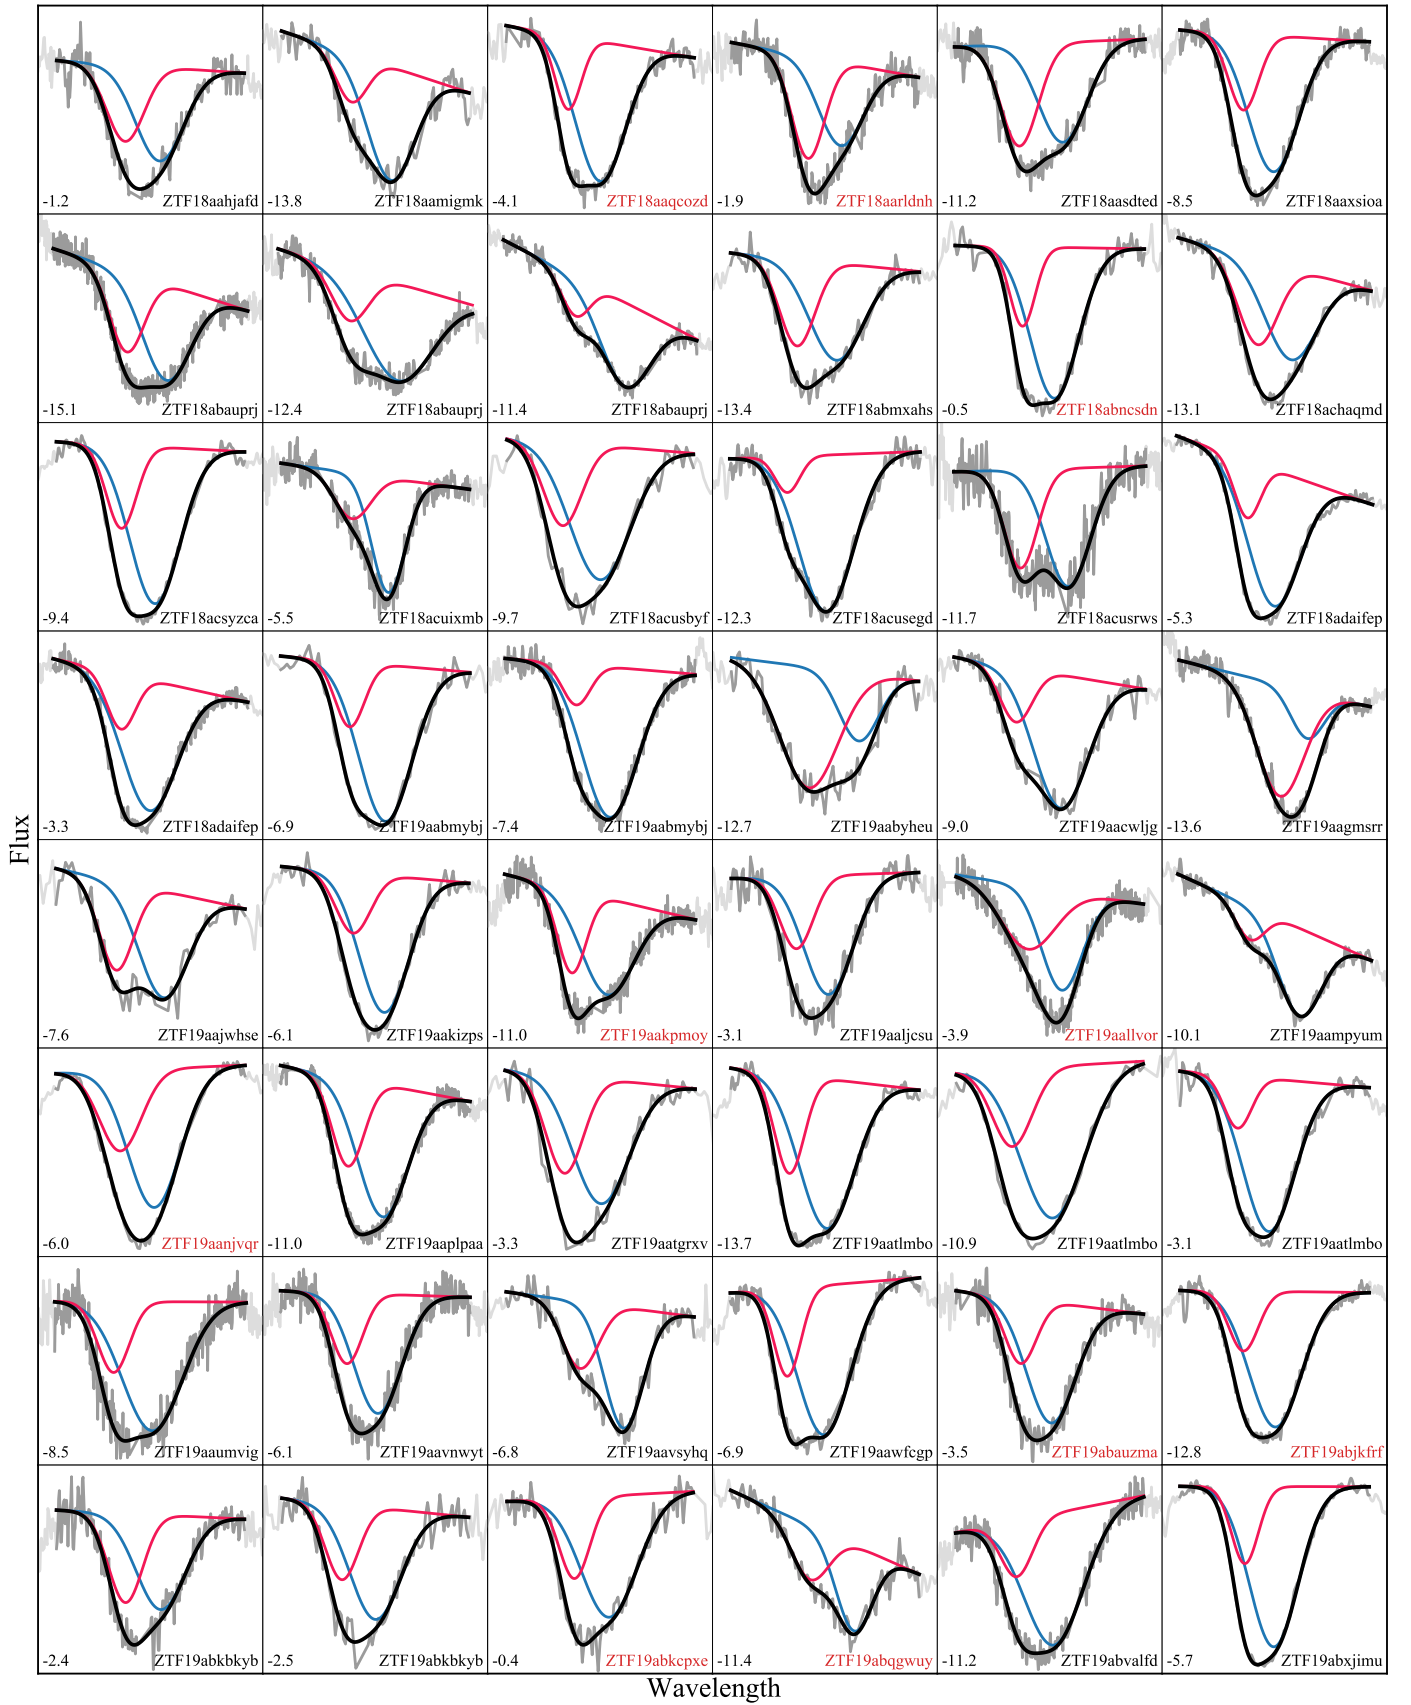 -1.2 ZTF18aahjafd
-13.8 ZTF18aamigmk
-4.1 ZTF18aaqcozd
-1.9 ZTF18aarldnh
-11.2 ZTF18aasdted
-8.5 ZTF18aaxsioa
-15.1 ZTF18abauprj
-12.4 ZTF18abauprj
-11.4 ZTF18abauprj
-13.4 ZTF18abmxahs
-0.5 ZTF18abncsdn
-13.1 ZTF18achaqmd
-9.4 ZTF18acsyzca
-5.5 ZTF18acuixmb
-9.7 ZTF18acusbyf
-12.3 ZTF18acusegd
-11.7 ZTF18acusrws
-5.3 ZTF18adaifep
-3.3 ZTF18adaifep
-6.9 ZTF19aabmybj
-7.4 ZTF19aabmybj
-12.7 ZTF19aabyheu
-9.0 ZTF19aacwljg
-13.6 ZTF19aagmsrr
Flux
-7.6 ZTF19aajwhse
-6.1 ZTF19aakizps
-11.0 ZTF19aakpmoy
-3.1 ZTF19aaljcsu
-3.9 ZTF19aallvor
-10.1 ZTF19aampyum
-6.0 ZTF19aanjvqr
-11.0 ZTF19aaplpaa
-3.3 ZTF19aatgrxv
-13.7 ZTF19aatlmbo
-10.9 ZTF19aatlmbo
-3.1 ZTF19aatlmbo
-8.5 ZTF19aaumvig
-6.1 ZTF19aavnwyt
-6.8 ZTF19aavsyhq
-6.9 ZTF19aawfcgp
-3.5 ZTF19abauzma
-12.8 ZTF19abjkfrf
-2.4 ZTF19abkbkyb
-2.5 ZTF19abkbkyb
-0.4 ZTF19abkcpxe
-11.4 ZTF19abqgwuy
-11.2 ZTF19abvalfd
-5.7 ZTF19abxjimu
Wavelength